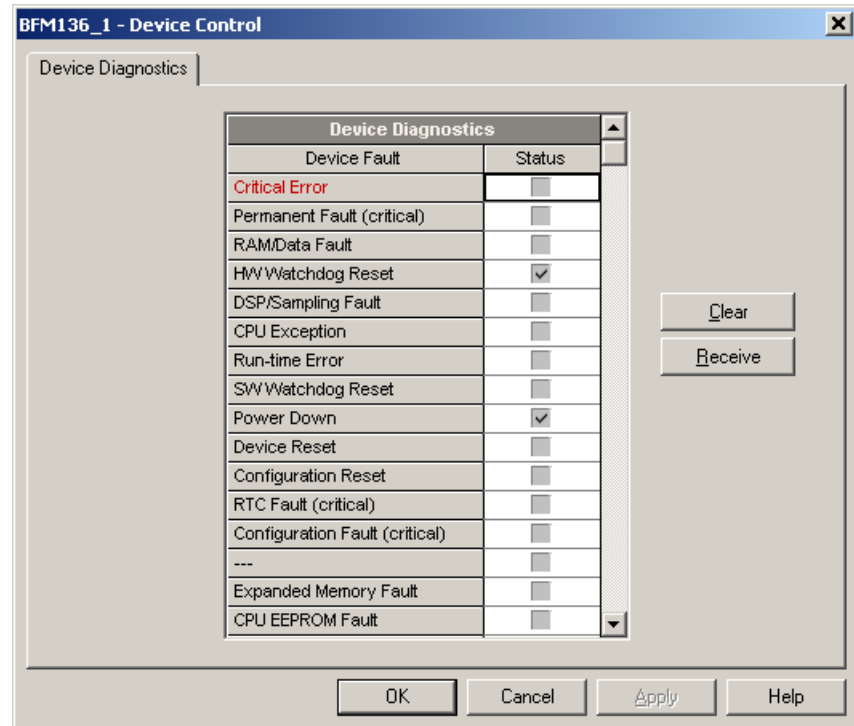 BFM136_1 - Device Control
Device Diagnostics
Device Diagnostics
Device Fault Status
Critical Error
Permanent Fault (critical)
RAM/Data Fault
HW Watchdog Reset
DSP/Sampling Fault
CPU Exception
Run-time Error
SW Watchdog Reset
Power Down
Device Reset
Configuration Reset
RTC Fault (critical)
Configuration Fault (critical)
---
Expanded Memory Fault
CPU EEPROM Fault
Clear
Receive
OK Cancel Apply Help